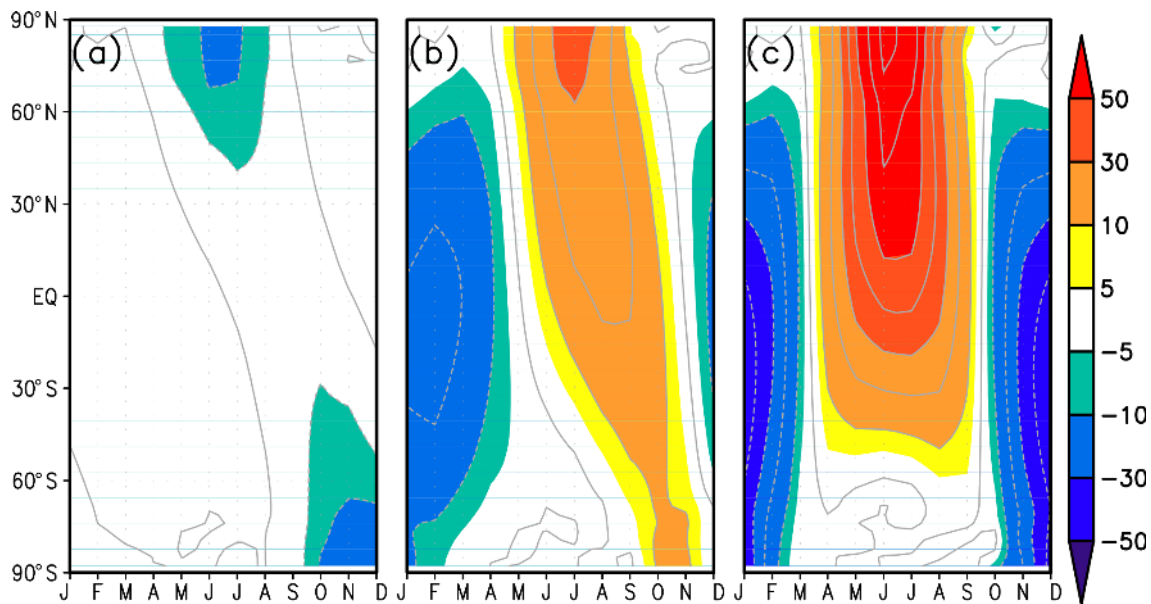 90°N
60°N
30°N
EQ
30°S
60°S
90°S
(a)
(b)
(c)
J F M A M J J A S O N D
J F M A M J J A S O N D
J F M A M J J A S O N D
50
30
10
5
-5
-10
-30
-50